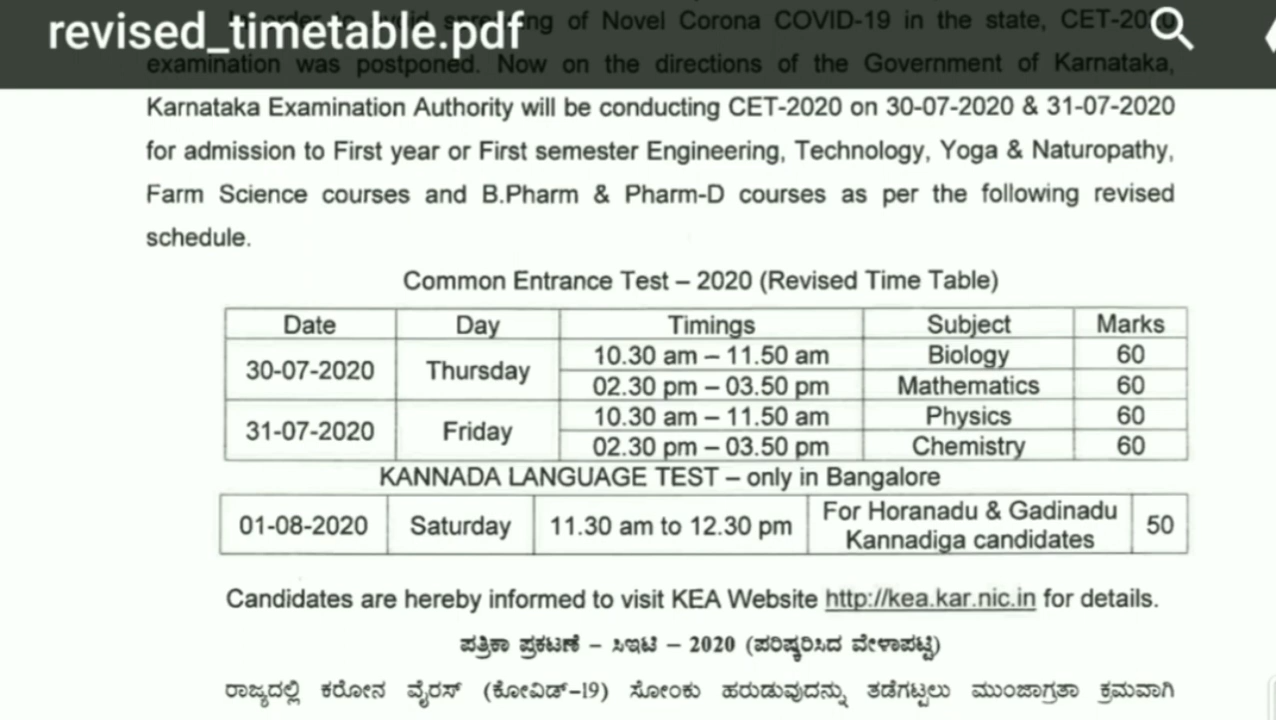 revised_timetable.pdf
of Novel Corona COVID-19 in the state,
examination was postponed. Now on the directions of the Government of Karnataka,
Karnataka Examination Authority will be conducting CET-2020 on 30-07-2020 & 31-07-2020
for admission to First year or First semester Engineering, Technology, Yoga & Naturopathy,
Farm Science courses and B.Pharm & Pharm-D courses as per the following revised
schedule.
Common Entrance Test – 2020 (Revised Time Table)
Date Day Timings Subject Marks
30-07-2020 Thursday 10.30 am – 11.50 am Biology 60
02.30 pm – 03.50 pm Mathematics 60
31-07-2020 Friday 10.30 am – 11.50 am Physics 60
02.30 pm – 03.50 pm Chemistry 60
KANNADA LANGUAGE TEST – only in Bangalore
01-08-2020 Saturday 11.30 am to 12.30 pm For Horanadu & Gadinadu
Kannadiga candidates 50
Candidates are hereby informed to visit KEA Website http://kea.kar.nic.in for details.
ಪತ್ರಿಕಾ ಪ್ರಕಟಣೆ – ಸಿಇಟಿ – 2020 (ಪರಿಷ್ಕರಿಸಿದ ವೇಳಾಪಟ್ಟಿ)
ರಾಜ್ಯದಲ್ಲಿ ಕರೋನ ವೈರಸ್ (ಕೋವಿಡ್-19) ಸೋಂಕು ಹರುಡುವುದನ್ನು ತಡೆಗಟ್ಟಲು ಮುಂಜಾಗ್ರತಾ ಕ್ರಮವಾಗಿ